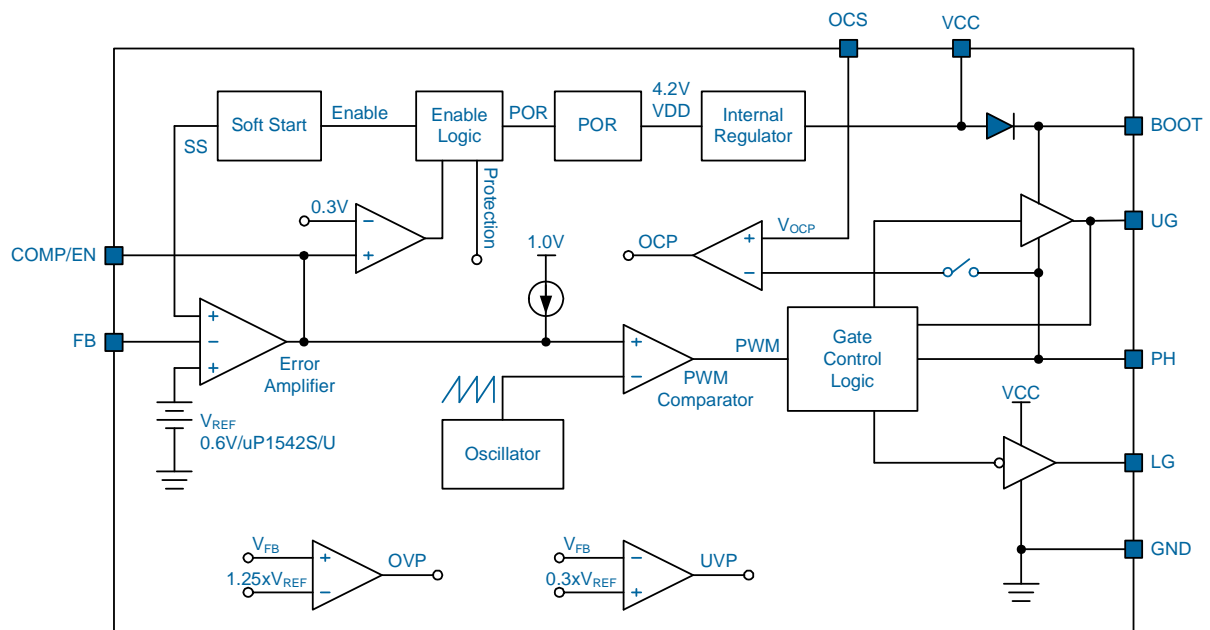 OCS
VCC
Soft Start
Enable
Enable
Logic
POR
POR
4.2V
VDD
Internal
Regulator
BOOT
SS
Protection
0.3V
−
+
COMP/EN
1.0V
OCP
VOCP
+
−
UG
FB
+
−
+
Error
Amplifier
+
−
PWM
Comparator
PWM
Gate
Control
Logic
PH
VREF
0.6V/uP1542S/U
Oscillator
VCC
LG
VFB
1.25xVREF
+
−
OVP
VFB
0.3xVREF
−
+
UVP
GND